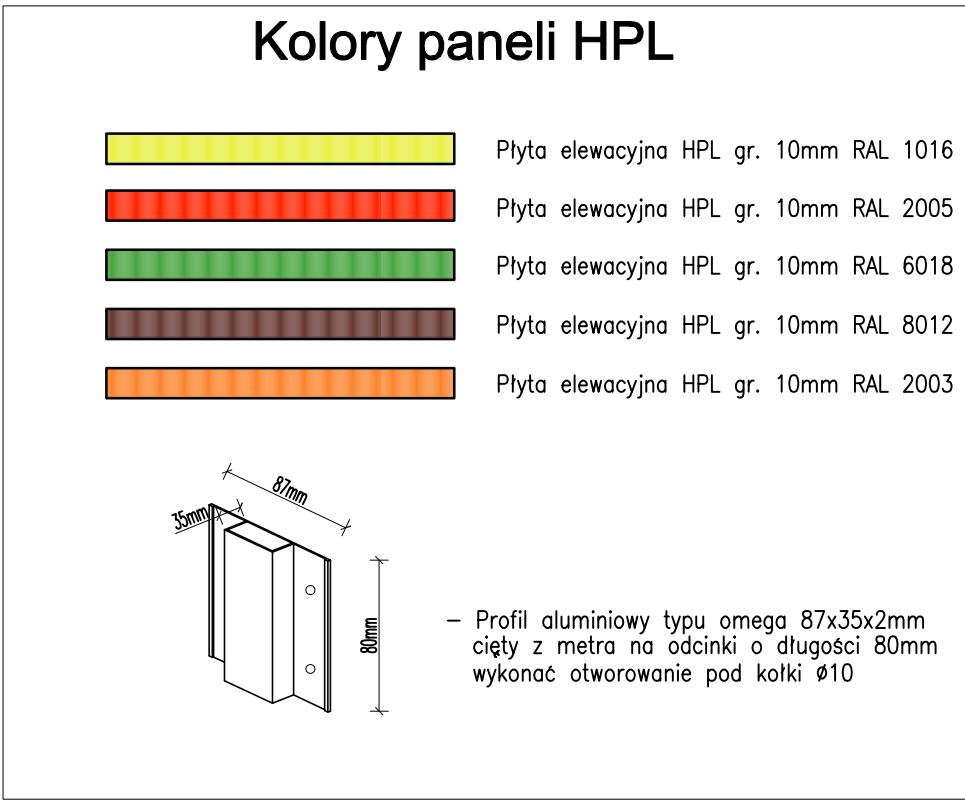 Kolory paneli HPL
Płyta elewacyjna HPL gr. 10mm RAL 1016
Płyta elewacyjna HPL gr. 10mm RAL 2005
Płyta elewacyjna HPL gr. 10mm RAL 6018
Płyta elewacyjna HPL gr. 10mm RAL 8012
Płyta elewacyjna HPL gr. 10mm RAL 2003
87mm
35mm
80mm
– Profil aluminiowy typu omega 87x35x2mm
cięty z metra na odcinki o długości 80mm
wykonać otworowanie pod kołki Ø10